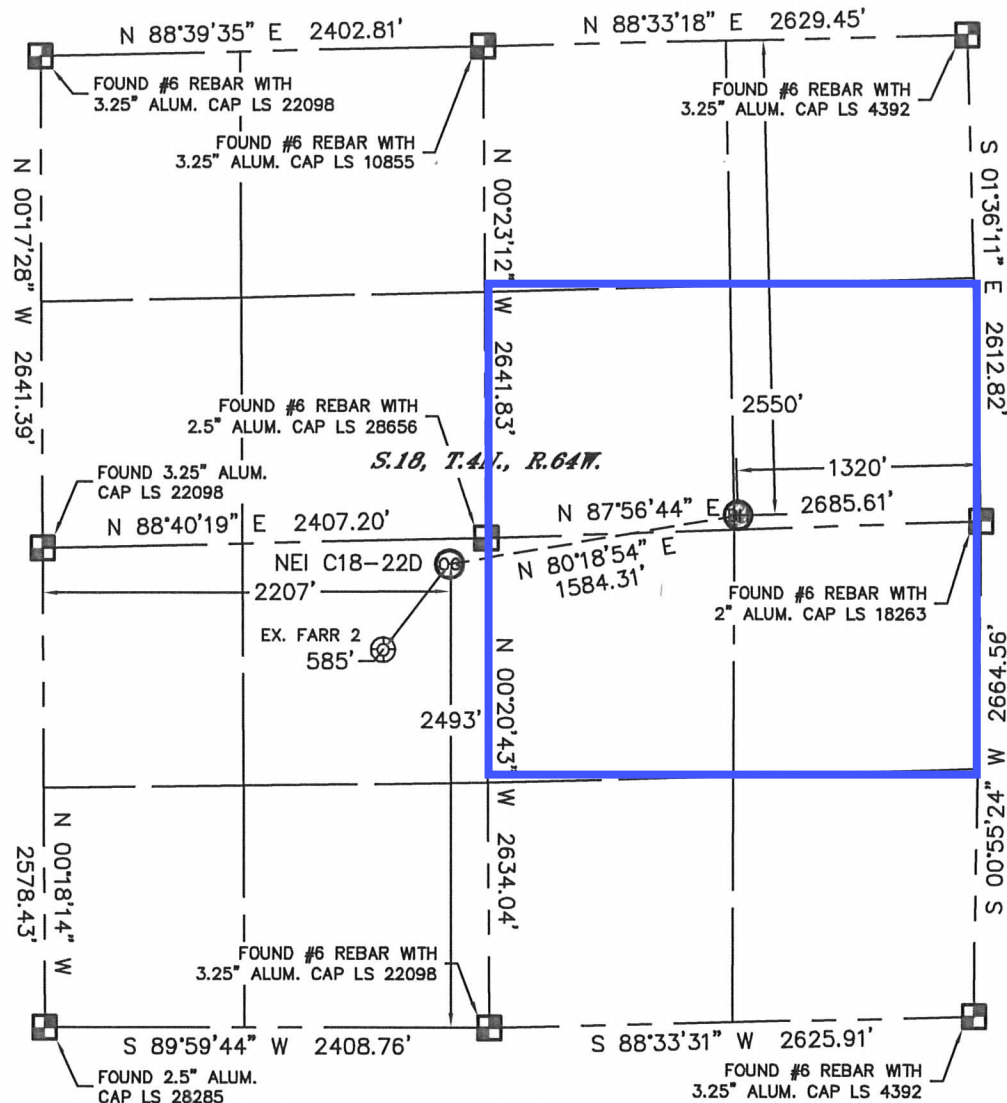 N 88°39'35" E 2402.81'
N 88°33'18" E 2629.45'
FOUND #6 REBAR WITH
3.25" ALUM. CAP LS 22098
FOUND #6 REBAR WITH
3.25" ALUM. CAP LS 10855
FOUND #6 REBAR WITH
3.25" ALUM. CAP LS 4392
N 00°17'28" W 2641.39'
N 00°23'12" W 2641.83'
S 01°36'11" E 2612.82'
2550'
FOUND #6 REBAR WITH
2.5" ALUM. CAP LS 28656
S.18, T.4N., R.64W.
1320'
FOUND 3.25" ALUM.
CAP LS 22098
N 88°40'19" E 2407.20'
N 87°56'44" E 2685.61'
NEI C18-22D
N 80°18'54" E
1584.31'
2207'
FOUND #6 REBAR WITH
2" ALUM. CAP LS 18263
EX. FARR 2
585'
2493'
N 00°20'43" W 2634.04'
S 00°55'24" W 2664.56'
N 00°18'14" W
2578.43'
FOUND #6 REBAR WITH
3.25" ALUM. CAP LS 22098
S 89°59'44" W 2408.76'
S 88°33'31" W 2625.91'
FOUND 2.5" ALUM.
CAP LS 28285
FOUND #6 REBAR WITH
3.25" ALUM. CAP LS 4392